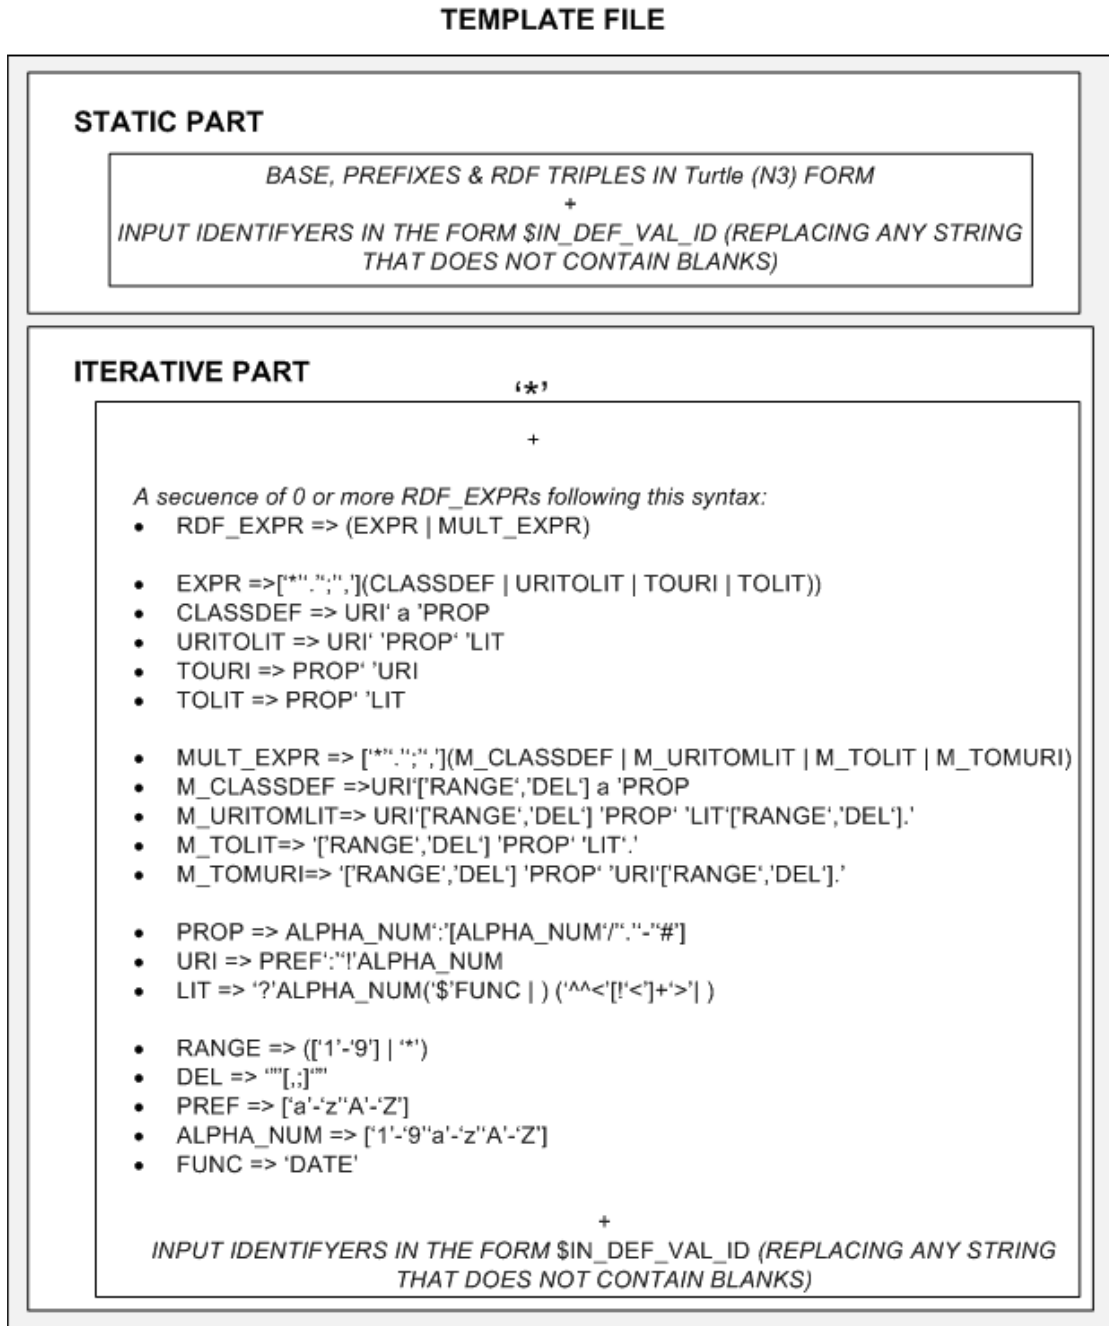 TEMPLATE FILE
STATIC PART
BASE, PREFIXES & RDF TRIPLES IN Turtle (N3) FORM
+
INPUT IDENTIFYERS IN THE FORM $IN_DEF_VAL_ID (REPLACING ANY STRING
THAT DOES NOT CONTAIN BLANKS)
ITERATIVE PART
‘*’
+
A secuence of 0 or more RDF_EXPRs following this syntax:
• RDF_EXPR => (EXPR | MULT_EXPR)
• EXPR =>[‘*’‘.’‘;’‘,’](CLASSDEF | URITOLIT | TOURI | TOLIT))
• CLASSDEF => URI‘ a ’PROP
• URITOLIT => URI‘ ’PROP‘ ’LIT
• TOURI => PROP‘ ’URI
• TOLIT => PROP‘ ’LIT
• MULT_EXPR => [‘*’‘.’‘;’‘,’](M_CLASSDEF | M_URITOMLIT | M_TOLIT | M_TOMURI)
• M_CLASSDEF =>URI‘[’RANGE‘,’DEL‘] a ’PROP
• M_URITOMLIT=> URI‘[’RANGE‘,’DEL‘] ’PROP‘ ’LIT‘[’RANGE‘,’DEL‘].’
• M_TOLIT=> ‘[’RANGE‘,’DEL‘] ’PROP‘ ’LIT‘.’
• M_TOMURI=> ‘[’RANGE‘,’DEL‘] ’PROP‘ ’URI‘[’RANGE‘,’DEL‘].’
• PROP => ALPHA_NUM‘:’[ALPHA_NUM‘/’‘.’‘-’‘#’]
• URI => PREF‘:’‘!’ALPHA_NUM
• LIT => ‘?’ALPHA_NUM(‘$’FUNC | ) (‘^^<’[!‘<’]+‘>’| )
• RANGE => ([‘1’-‘9’] | ‘*’)
• DEL => ‘"’[,;]‘"’
• PREF => [‘a’-‘z’‘A’-‘Z’]
• ALPHA_NUM => [‘1’-‘9’‘a’-‘z’‘A’-‘Z’]
• FUNC => ‘DATE’
+
INPUT IDENTIFYERS IN THE FORM $IN_DEF_VAL_ID (REPLACING ANY STRING
THAT DOES NOT CONTAIN BLANKS)